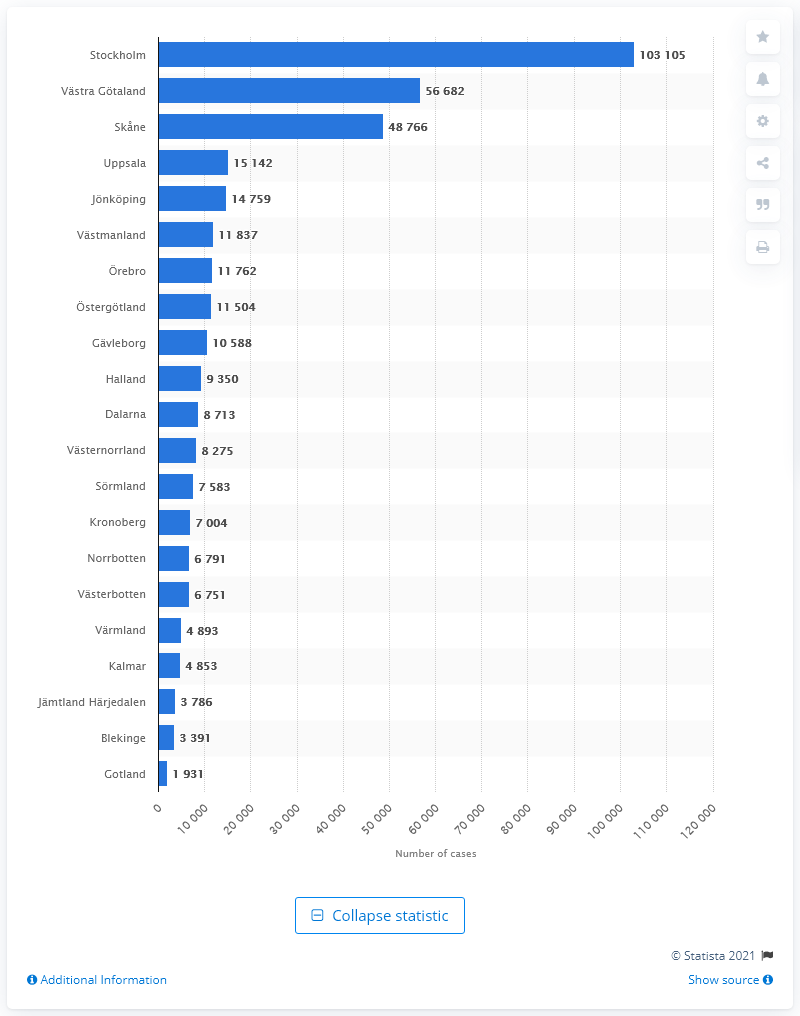 Stockholm 103 105
Västra Götaland 56 682
Skåne 48 766
Uppsala 15 142
Jönköping 14 759
Västmanland 11 837
Örebro 11 762
Östergötland 11 504
Gävleborg 10 588
Halland 9 350
Dalarna 8 713
Västernorrland 8 275
Sörmland 7 583
Kronoberg 7 004
Norrbotten 6 791
Västerbotten 6 751
Värmland 4 893
Kalmar 4 853
Jämtland Härjedalen 3 786
Blekinge 3 391
Gotland 1 931
0 10 000 20 000 30 000 40 000 50 000 60 000 70 000 80 000 90 000 100 000 110 000 120 000
Number of cases
Collapse statistic
© Statista 2021
Additional Information Show source